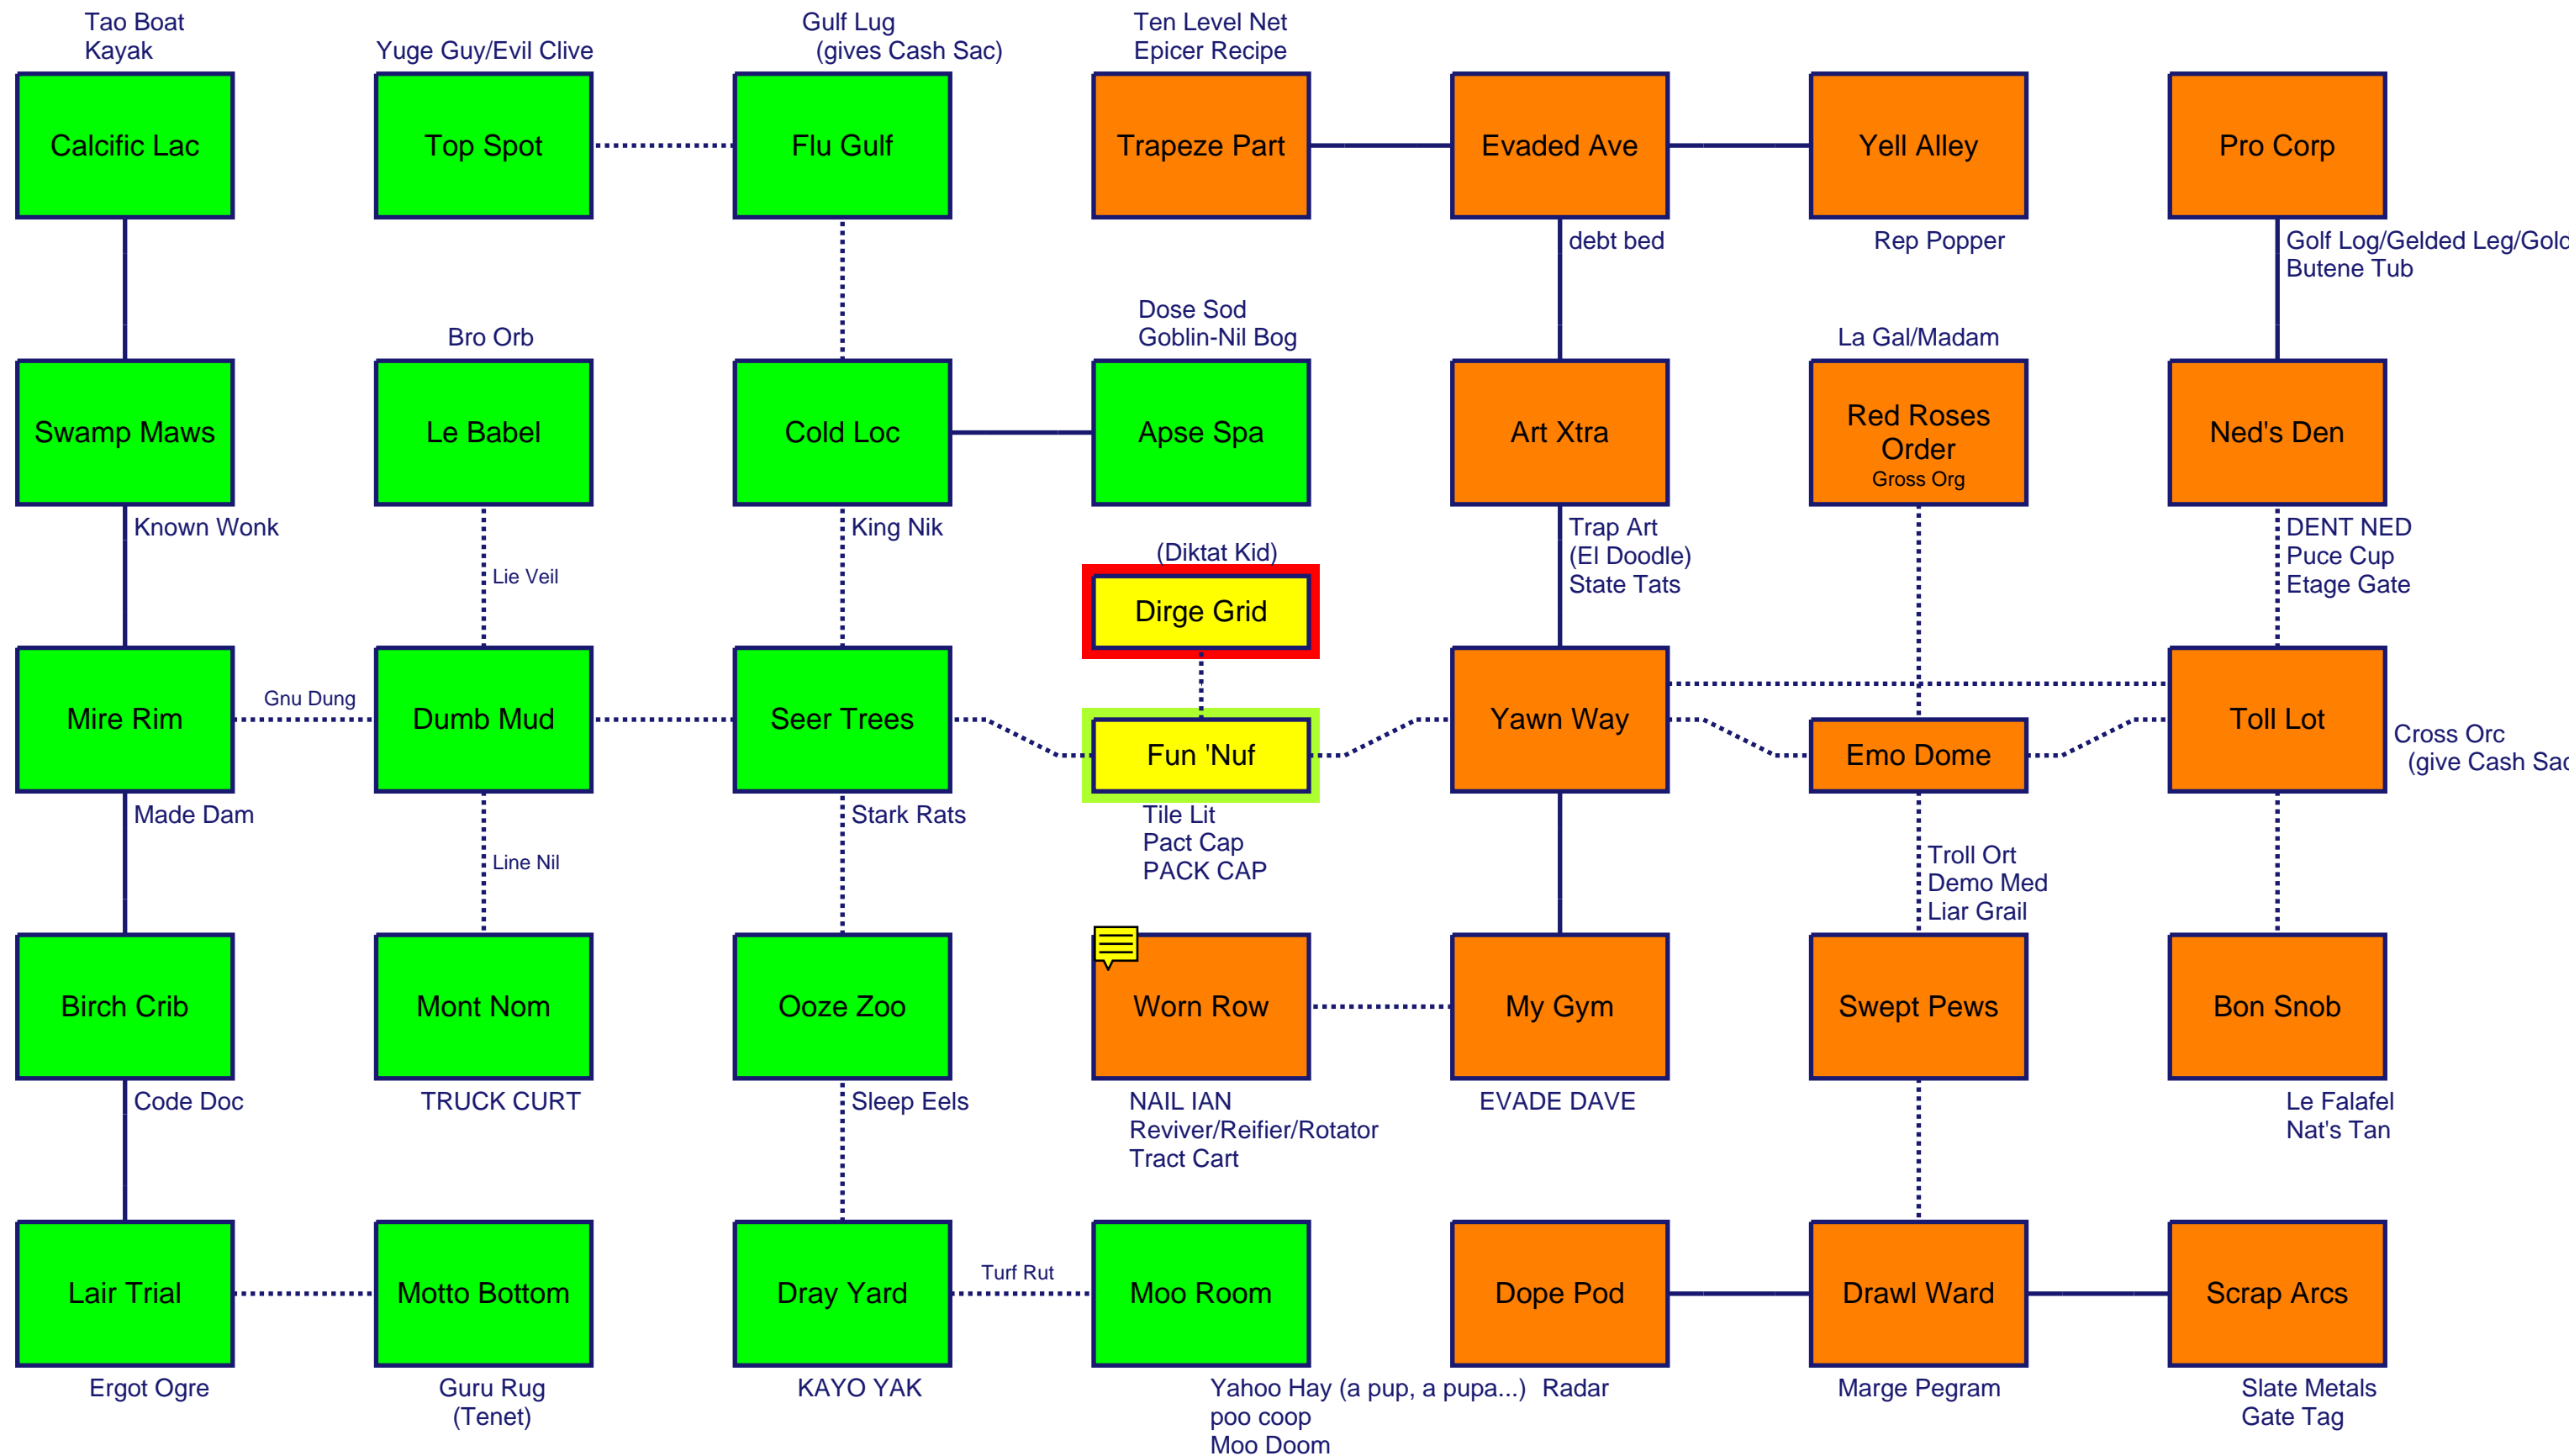 Tao Boat
Kayak
Yuge Guy/Evil Clive
Gulf Lug
(gives Cash Sac)
Ten Level Net
Epicer Recipe
Calcific Lac
Top Spot
Flu Gulf
Trapeze Part
Evaded Ave
Yell Alley
Pro Corp
debt bed
Rep Popper
Golf Log/Gelded Leg/Gold
Butene Tub
Bro Orb
Dose Sod
Goblin-Nil Bog
La Gal/Madam
Swamp Maws
Le Babel
Cold Loc
Apse Spa
Art Xtra
Red Roses
Order
Gross Org
Ned's Den
Known Wonk
Lie Veil
King Nik
(Diktat Kid)
Dirge Grid
Trap Art
(El Doodle)
State Tats
DENT NED
Puce Cup
Etage Gate
Mire Rim
Gnu Dung
Dumb Mud
Seer Trees
Fun 'Nuf
Yawn Way
Emo Dome
Toll Lot
Cross Orc
(give Cash Sac
Made Dam
Line Nil
Stark Rats
Tile Lit
Pact Cap
PACK CAP
Troll Ort
Demo Med
Liar Grail
Birch Crib
Mont Nom
Ooze Zoo
Worn Row
My Gym
Swept Pews
Bon Snob
Code Doc
TRUCK CURT
Sleep Eels
NAIL IAN
Reviver/Reifier/Rotator
Tract Cart
EVADE DAVE
Le Falafel
Nat's Tan
Lair Trial
Motto Bottom
Dray Yard
Turf Rut
Moo Room
Dope Pod
Drawl Ward
Scrap Arcs
Ergot Ogre
Guru Rug
(Tenet)
KAYO YAK
Yahoo Hay (a pup, a pupa...)
poo coop
Moo Doom
Radar
Marge Pegram
Slate Metals
Gate Tag